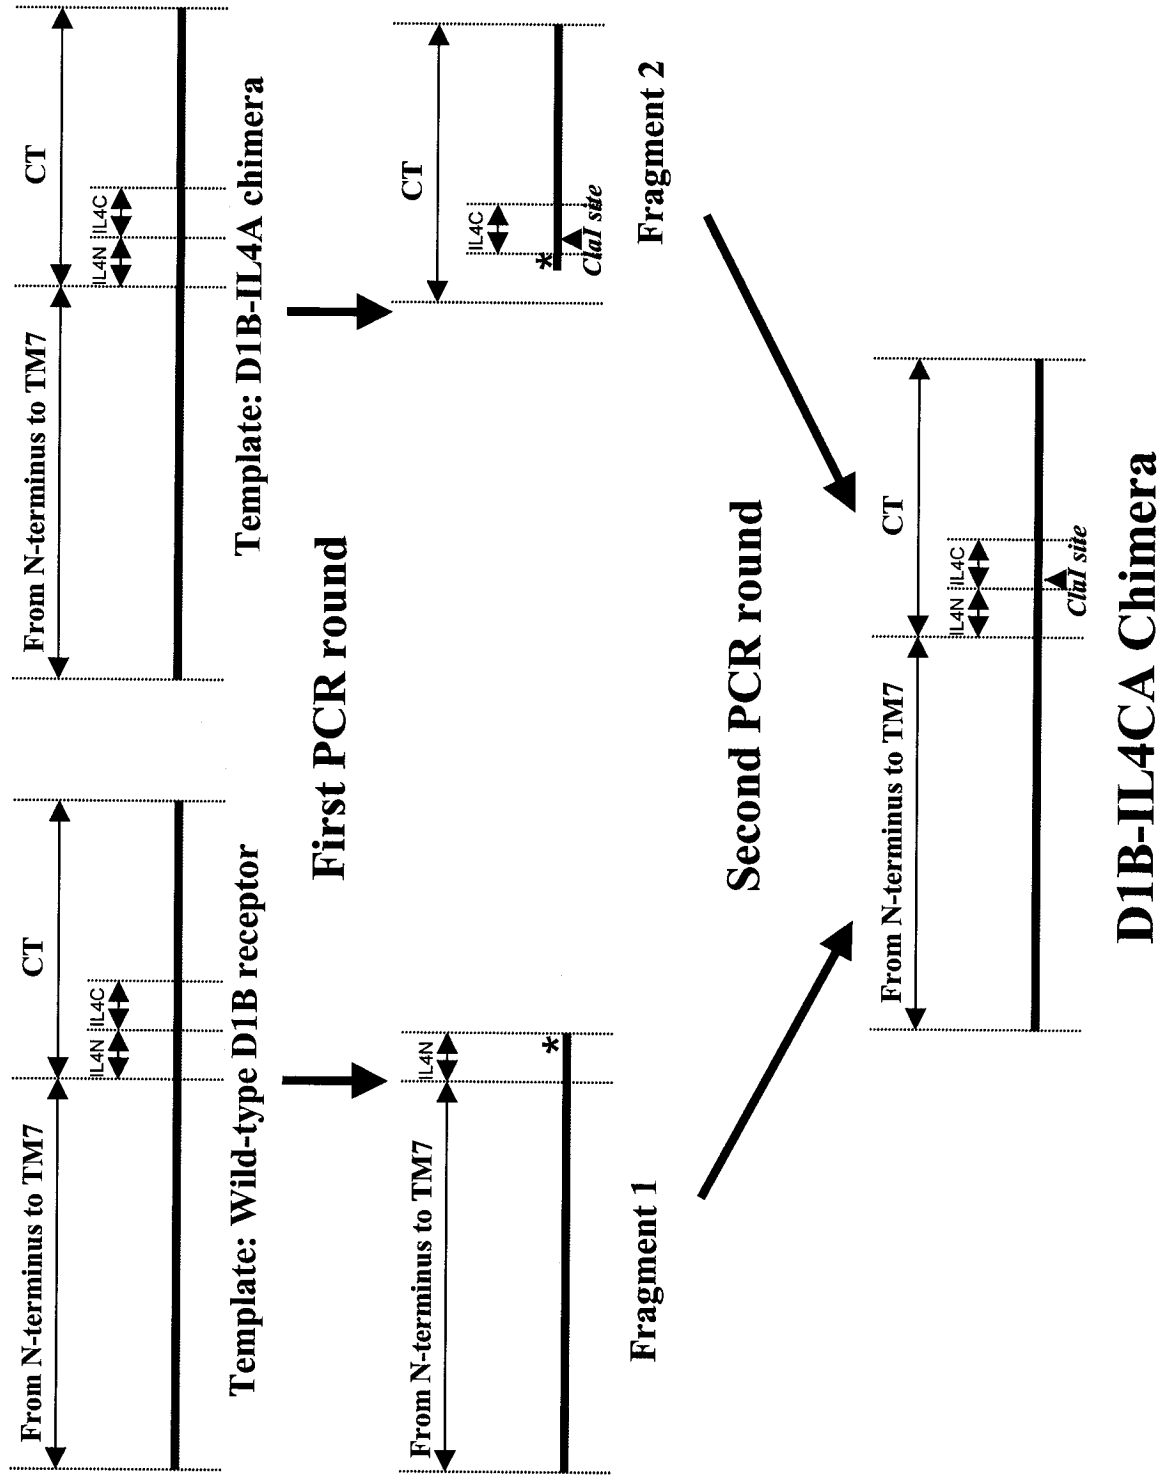 From N-terminus to TM7
CT
IL4N
IL4C
Template: Wild-type D1B receptor
From N-terminus to TM7
CT
IL4N
IL4C
Template: D1B-IL4A chimera
First PCR round
From N-terminus to TM7
IL4N
*
Fragment 1
CT
IL4C
*
ClaI site
Fragment 2
Second PCR round
From N-terminus to TM7
CT
IL4N
IL4C
ClaI site
D1B-IL4CA Chimera